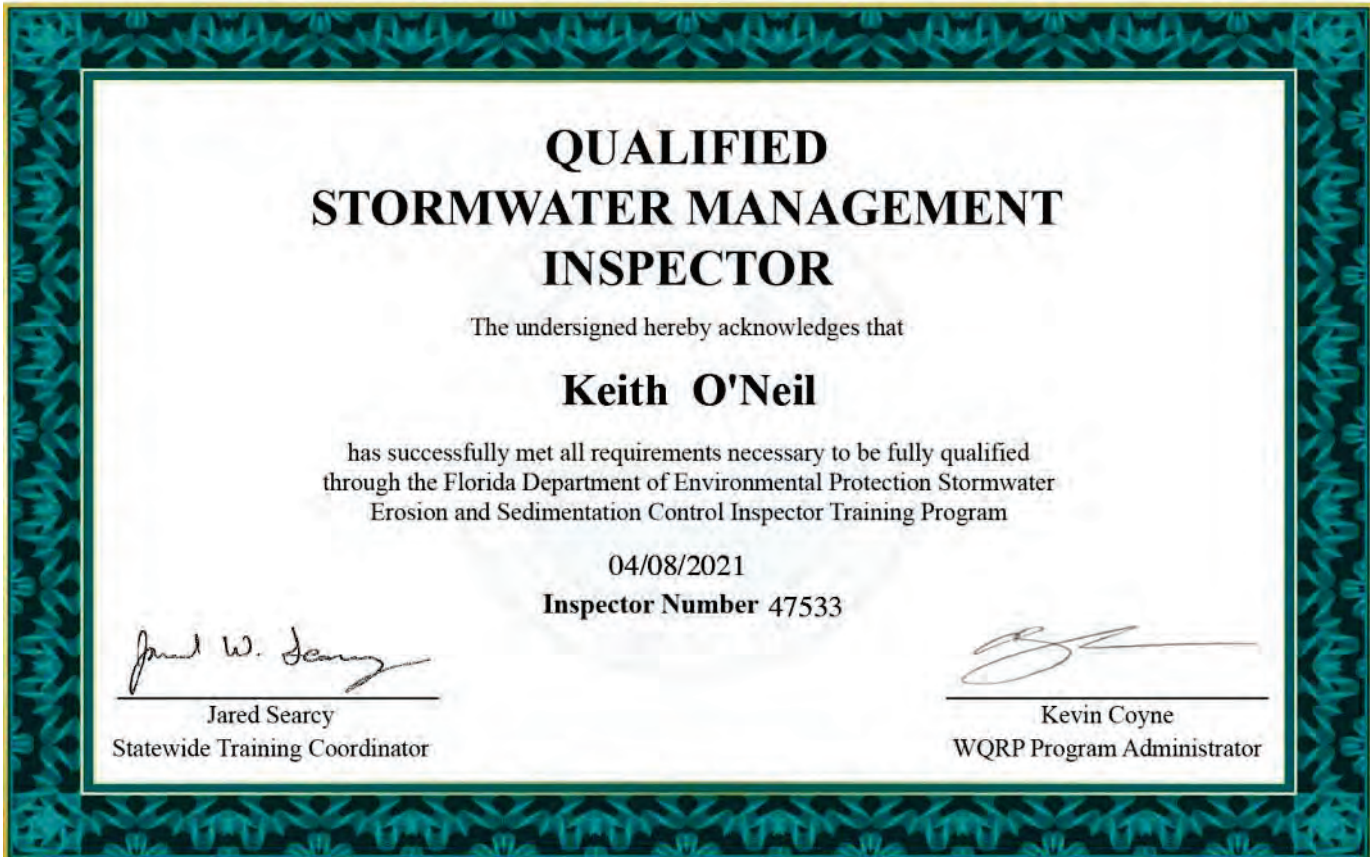 QUALIFIED
STORMWATER MANAGEMENT
INSPECTOR
The undersigned hereby acknowledges that
Keith O'Neil
has successfully met all requirements necessary to be fully qualified
through the Florida Department of Environmental Protection Stormwater
Erosion and Sedimentation Control Inspector Training Program
04/08/2021
Inspector Number 47533
Jared W. Searcy
Jared Searcy
Statewide Training Coordinator
Kevin Coyne
WQRP Program Administrator